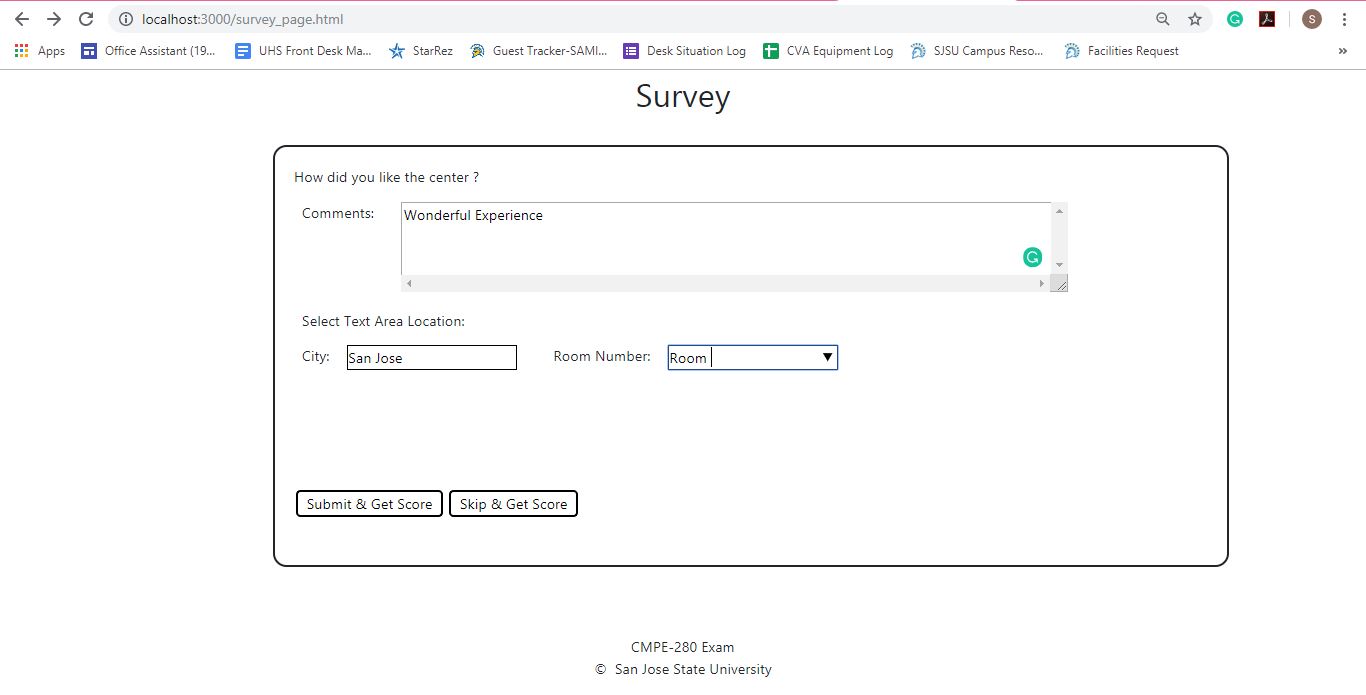 localhost:3000/survey_page.html
S
Apps Office Assistant (19... UHS Front Desk Ma... StarRez Guest Tracker-SAMI... Desk Situation Log CVA Equipment Log SJSU Campus Reso... Facilities Request »
Survey
How did you like the center ?
Comments: Wonderful Experience
Select Text Area Location:
City: San Jose Room Number: Room
Submit & Get Score Skip & Get Score
CMPE-280 Exam
© San Jose State University